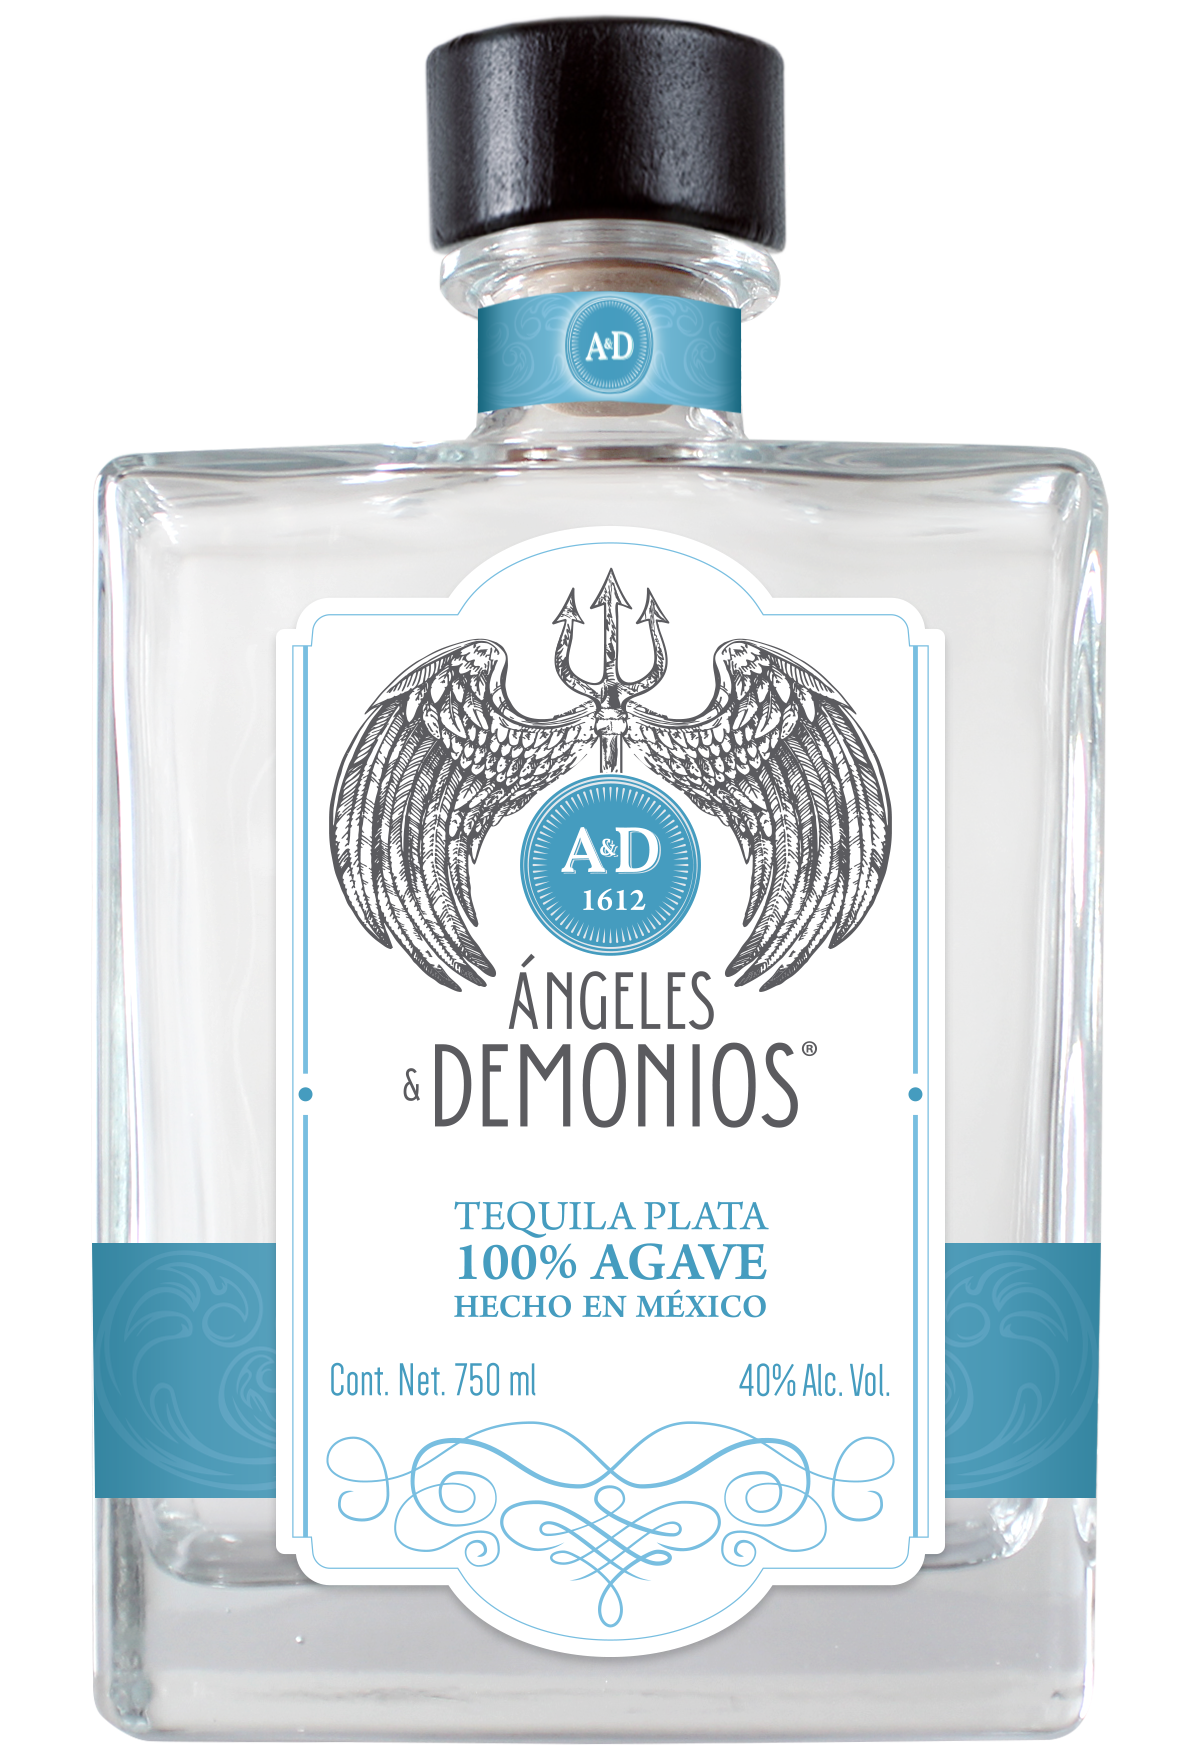 A&D
A&D
1612
ÁNGELES
& DEMONIOS®
TEQUILA PLATA
100% AGAVE
HECHO EN MÉXICO
Cont. Net. 750 ml
40% Alc. Vol.